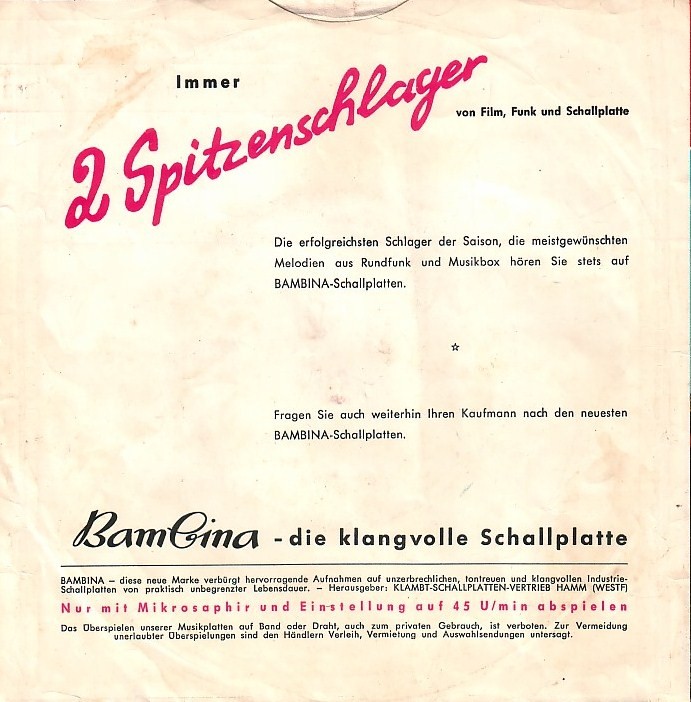 Immer
2 Spitzenschlager
von Film, Funk und Schallplatte
Die erfolgreichsten Schlager der Saison, die meistgewünschten
Melodien aus Rundfunk und Musikbox hören Sie stets auf
BAMBINA-Schallplatten.
☆
Fragen Sie auch weiterhin Ihren Kaufmann nach den neuesten
BAMBINA-Schallplatten.
Bambina - die klangvolle Schallplatte
BAMBINA – diese neue Marke verbürgt hervorragende Aufnahmen auf unzerbrechlichen, tontreuen und klangvollen Industrie-
Schallplatten von praktisch unbegrenzter Lebensdauer. – Herausgeber: KLAMBT-SCHALLPLATTEN-VERTRIEB HAMM (WESTF)
Nur mit Mikrosaphir und Einstellung auf 45 U/min abspielen
Das Überspielen unserer Musikplatten auf Band oder Draht, auch zum privaten Gebrauch, ist verboten. Zur Vermeidung
unerlaubter Überspielungen sind den Händlern Verleih, Vermietung und Auswahlsendungen untersagt.